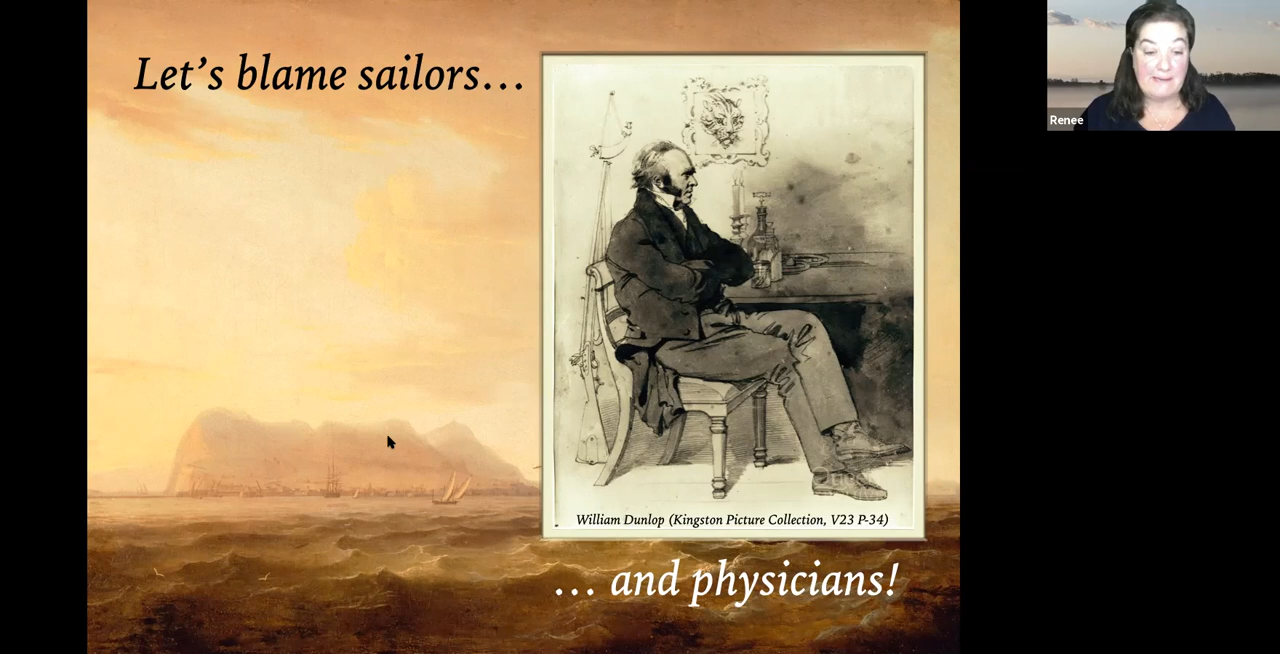 Let's blame sailors...
William Dunlop (Kingston Picture Collection, V23 P-34)
... and physicians!
Renee